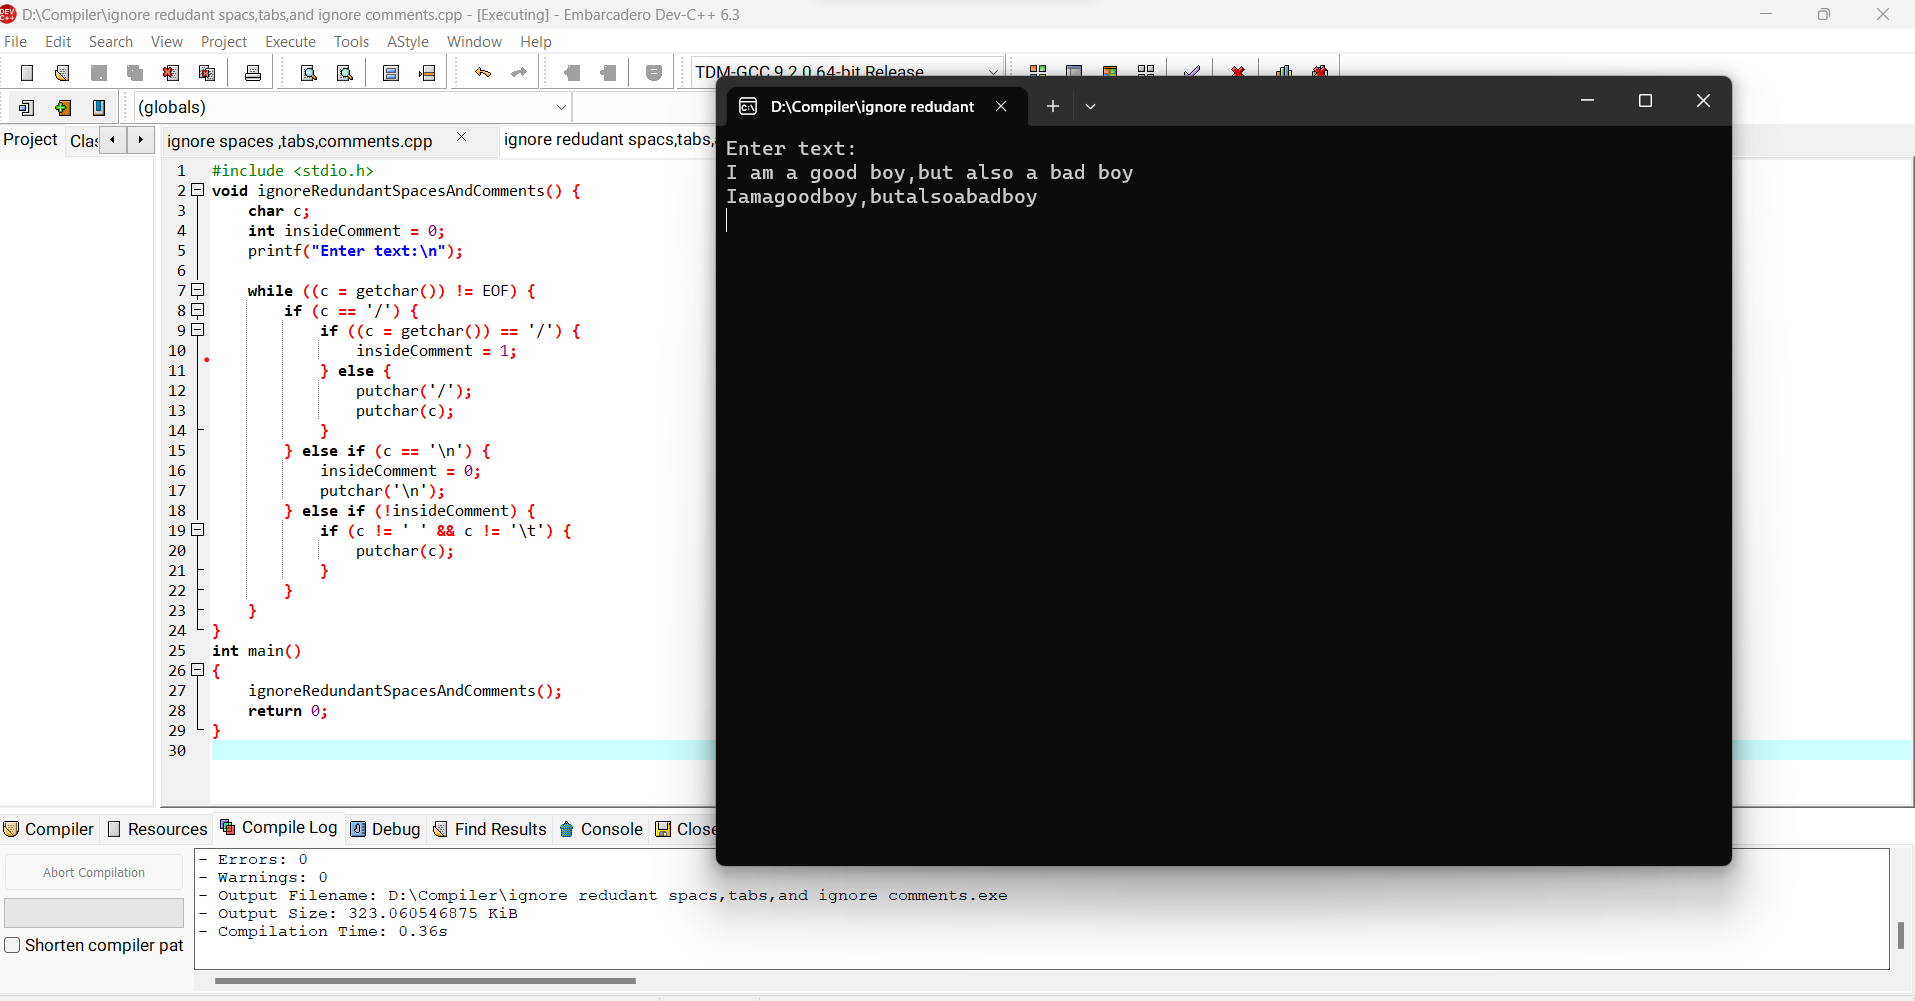 D:\Compiler\ignore redudant spacs,tabs,and ignore comments.cpp - [Executing] - Embarcadero Dev-C++ 6.3
File Edit Search View Project Execute Tools AStyle Window Help
TDM-GCC 9.2.0 64-bit Release
(globals)
D:\Compiler\ignore redudant
Project Clas
ignore spaces ,tabs,comments.cpp
ignore redudant spacs,tabs,
Enter text:
I am a good boy,but also a bad boy
Iamagoodboy,butalsoabadboy
1 #include <stdio.h>
2 void ignoreRedundantSpacesAndComments() {
3 char c;
4 int insideComment = 0;
5 printf("Enter text:\n");
6
7 while ((c = getchar()) != EOF) {
8 if (c == '/') {
9 if ((c = getchar()) == '/') {
10 insideComment = 1;
11 } else {
12 putchar('/');
13 putchar(c);
14 }
15 } else if (c == '\n') {
16 insideComment = 0;
17 putchar('\n');
18 } else if (!insideComment) {
19 if (c != ' ' && c != '\t') {
20 putchar(c);
21 }
22 }
23 }
24 }
25 int main()
26 {
27 ignoreRedundantSpacesAndComments();
28 return 0;
29 }
30
Compiler Resources Compile Log Debug Find Results Console Close
Abort Compilation
Shorten compiler pat
- Errors: 0
- Warnings: 0
- Output Filename: D:\Compiler\ignore redudant spacs,tabs,and ignore comments.exe
- Output Size: 323.060546875 KiB
- Compilation Time: 0.36s